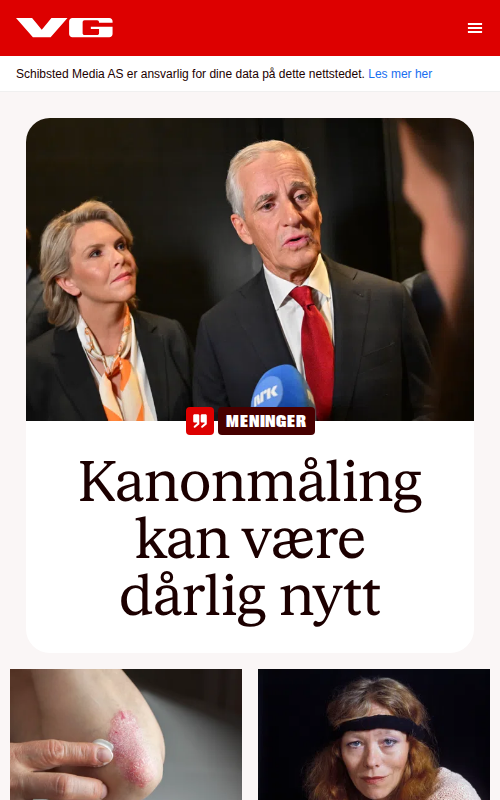 VG
Schibsted Media AS er ansvarlig for dine data på dette nettstedet. Les mer her
NRK
MENINGER
Kanonmåling
kan være
dårlig nytt